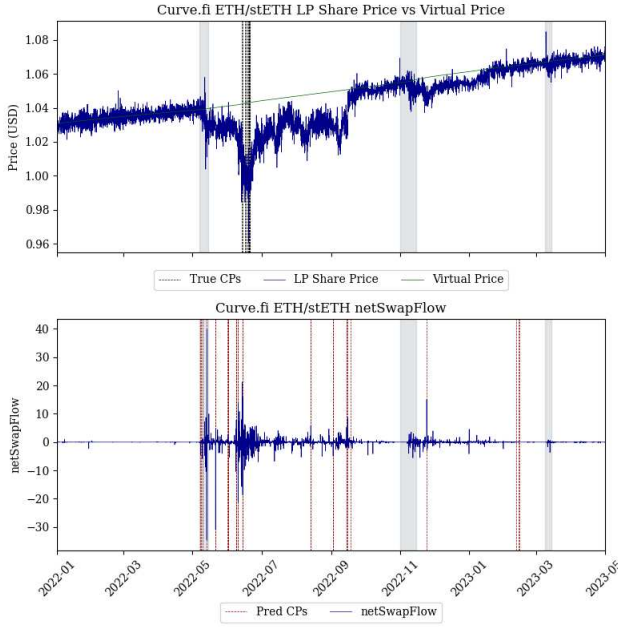 Curve.fi ETH/stETH LP Share Price vs Virtual Price
1.08
1.06
1.04
1.02
1.00
0.98
0.96
Price (USD)
True CPs LP Share Price Virtual Price
Curve.fi ETH/stETH netSwapFlow
40
30
20
10
0
−10
−20
−30
netSwapFlow
2022-01 2022-03 2022-05 2022-07 2022-09 2022-11 2023-01 2023-03 2023-05
Pred CPs netSwapFlow